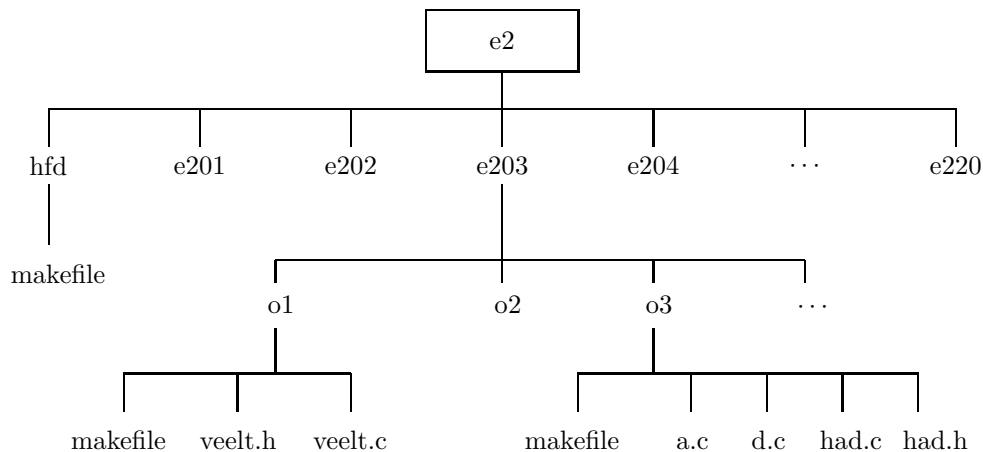 e2
hfd e201 e202 e203 e204 · · · e220
makefile
o1 o2 o3 · · ·
makefile veelt.h veelt.c makefile a.c d.c had.c had.h